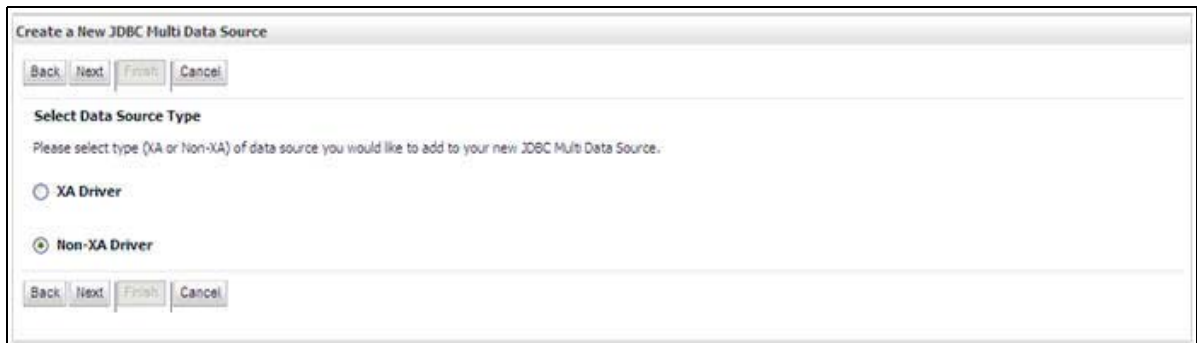 Create a New JDBC Multi Data Source
Back Next Finish Cancel
Select Data Source Type
Please select type (XA or Non-XA) of data source you would like to add to your new JDBC Multi Data Source.
XA Driver
Non-XA Driver
Back Next Finish Cancel